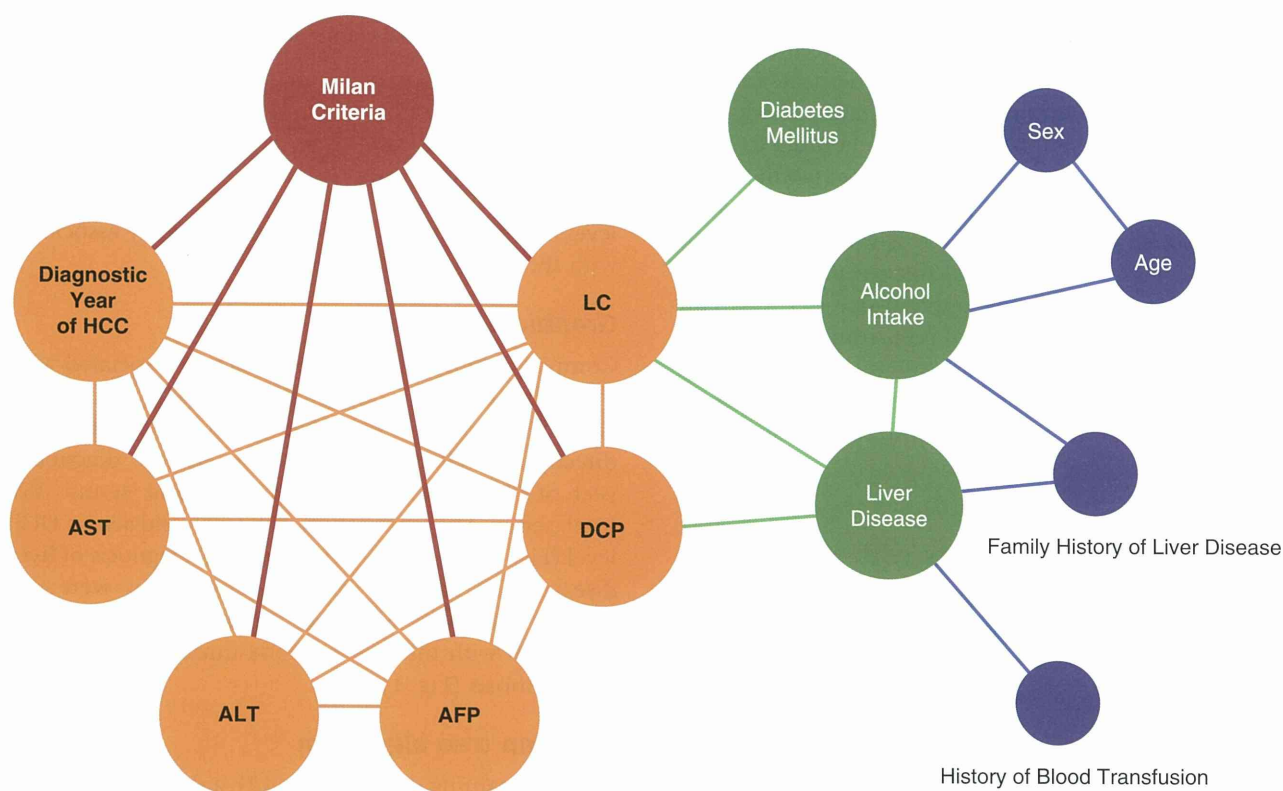 Milan
Criteria
Diabetes
Mellitus
Sex
Age
Diagnostic
Year
of HCC
LC
Alcohol
Intake
AST
DCP
Liver
Disease
Family History of Liver Disease
ALT
AFP
History of Blood Transfusion